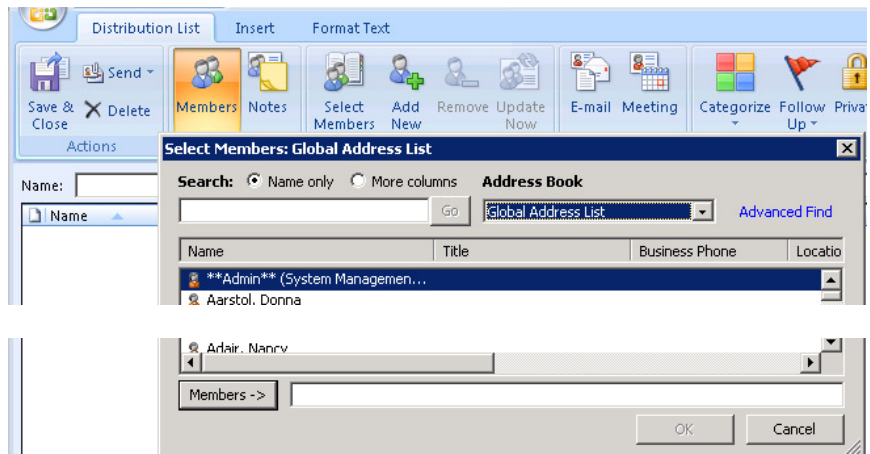 Distribution List Insert Format Text
Send
Save & Close Delete Members Notes Select Members Add New Remove Update Now E-mail Meeting Categorize Follow Up Priva
Actions
Select Members: Global Address List
Name:
Search: Name only More columns Address Book
Name
Go Global Address List Advanced Find
Name Title Business Phone Locatio
**Admin** (System Managemen...
Aarstol, Donna
Adair, Nancy
Members ->
OK Cancel